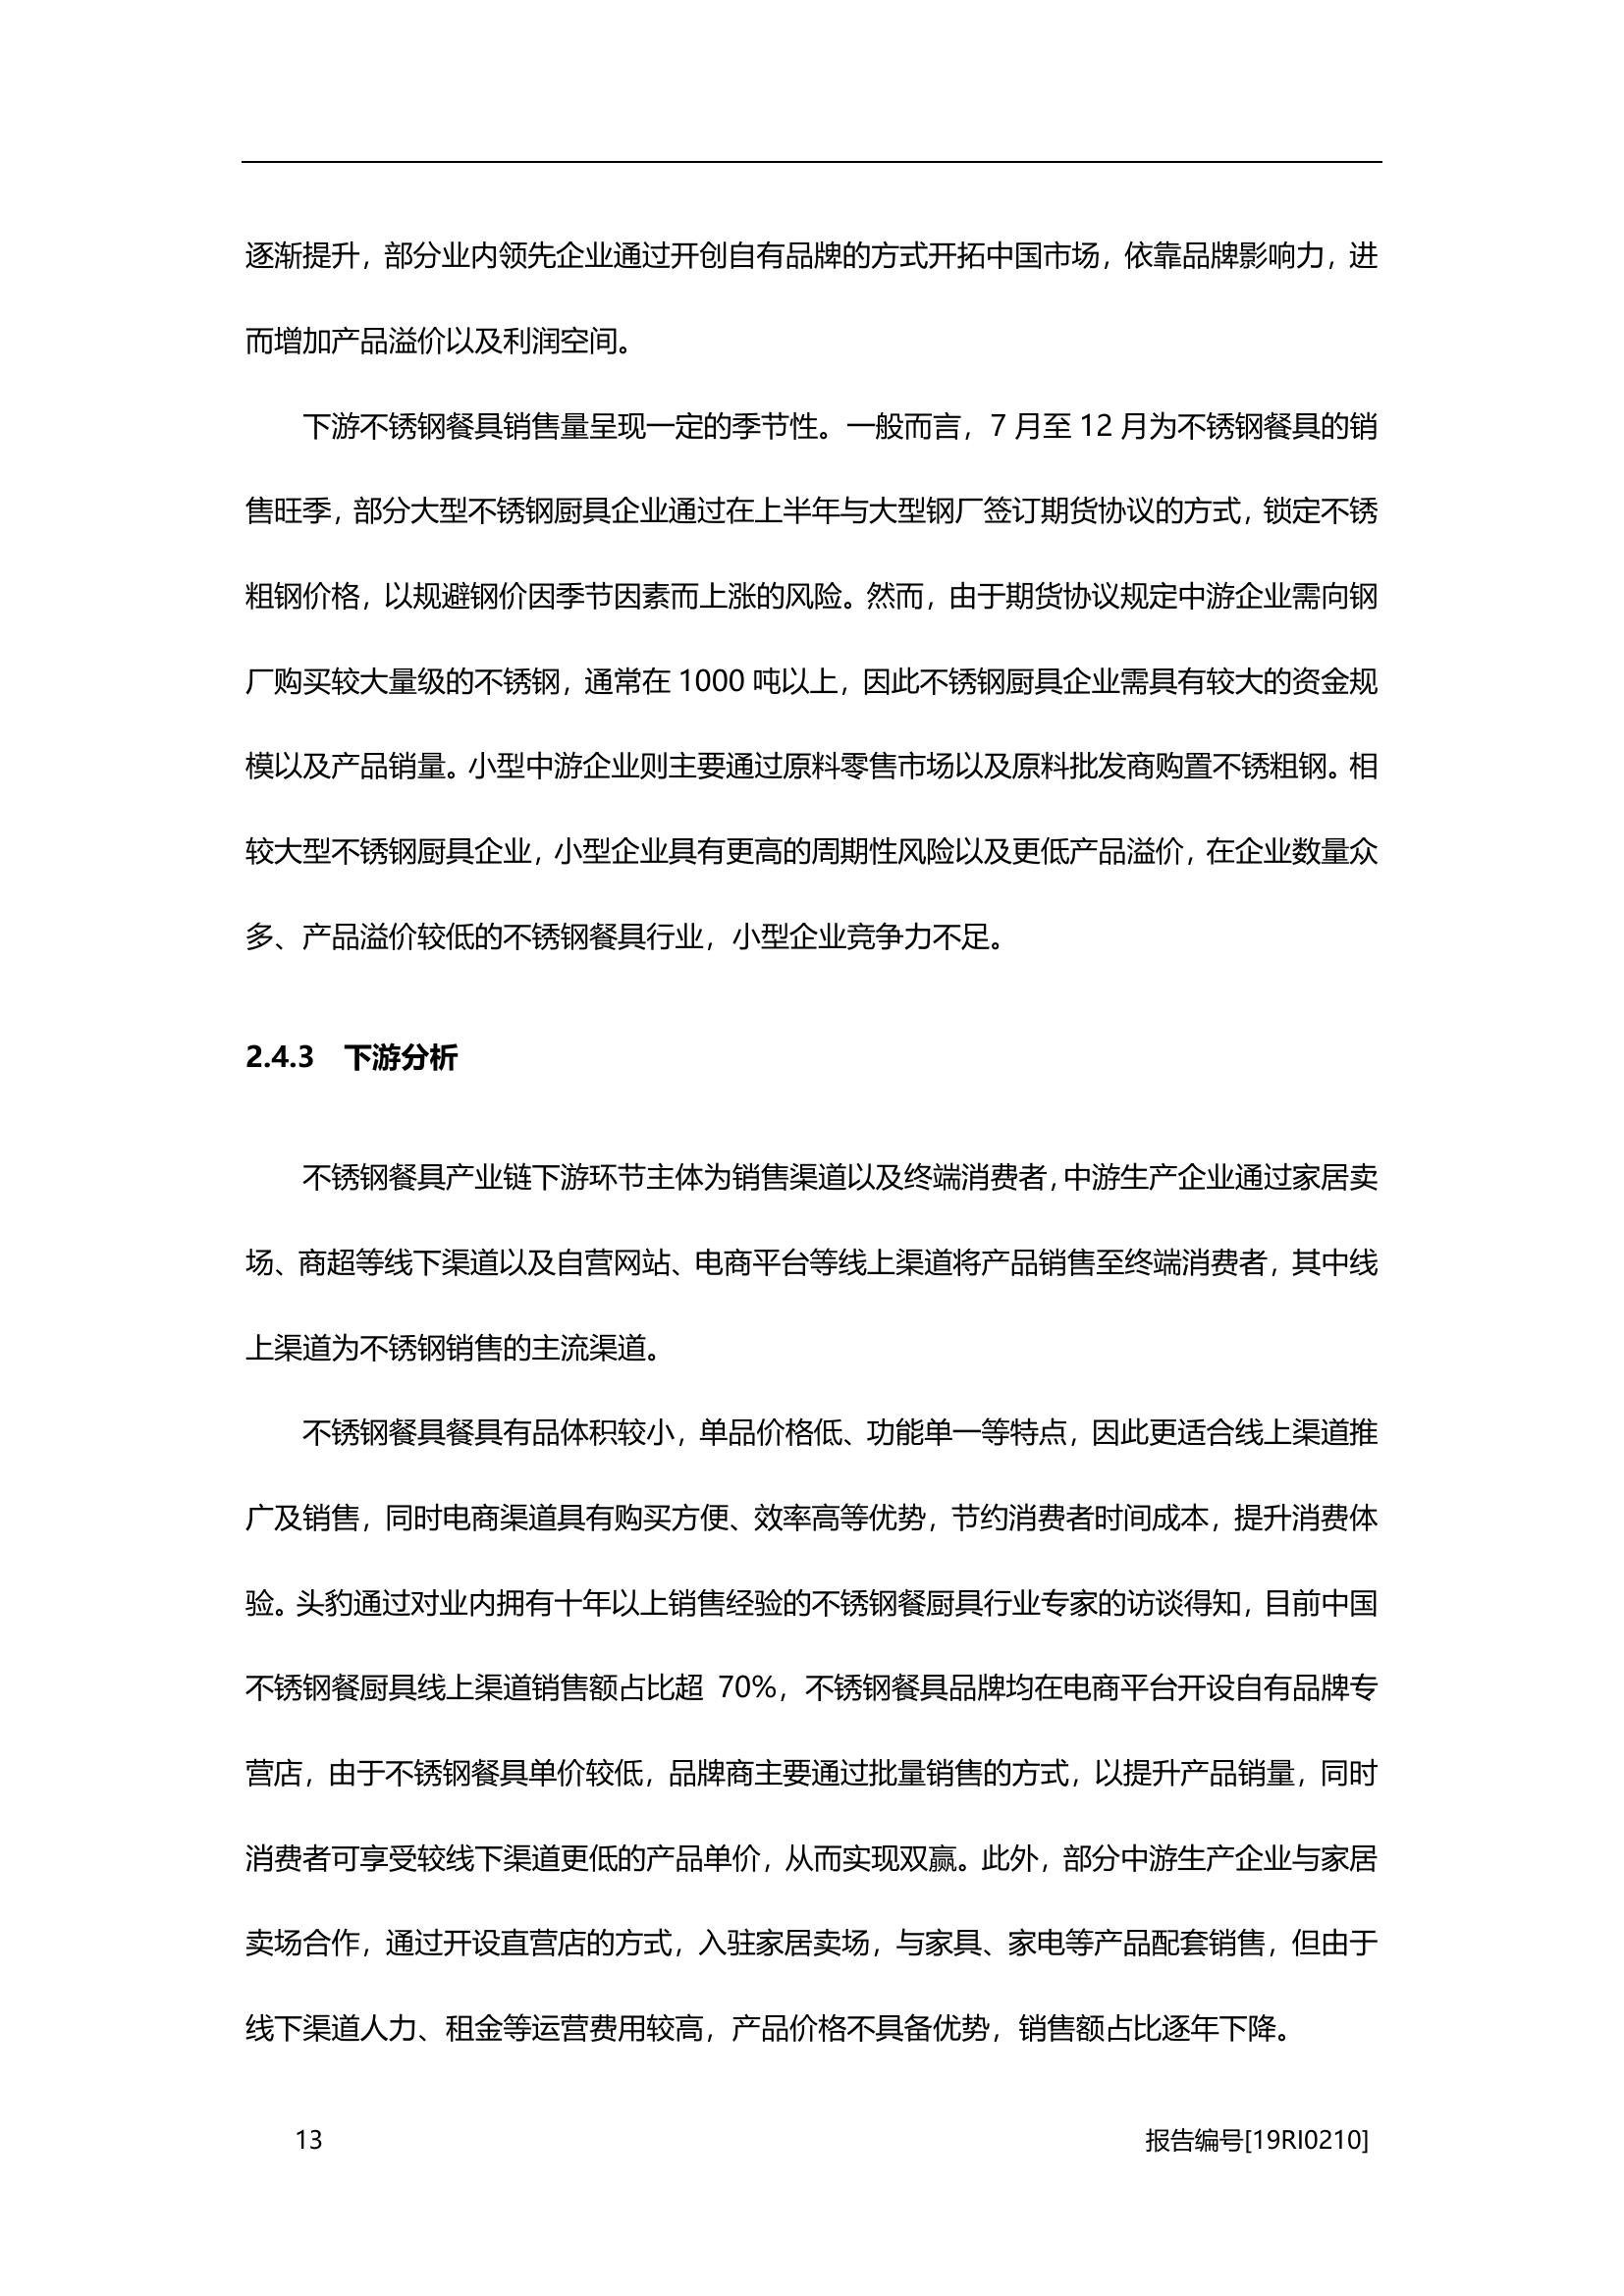 逐渐提升，部分业内领先企业通过开创自有品牌的方式开拓中国市场，依靠品牌影响力，进
而增加产品溢价以及利润空间。
下游不锈钢餐具销售量呈现一定的季节性。一般而言，7 月至 12 月为不锈钢餐具的销
售旺季，部分大型不锈钢厨具企业通过在上半年与大型钢厂签订期货协议的方式，锁定不锈
粗钢价格，以规避钢价因季节因素而上涨的风险。然而，由于期货协议规定中游企业需向钢
厂购买较大量级的不锈钢，通常在 1000 吨以上，因此不锈钢厨具企业需具有较大的资金规
模以及产品销量。小型中游企业则主要通过原料零售市场以及原料批发商购置不锈粗钢。相
较大型不锈钢厨具企业，小型企业具有更高的周期性风险以及更低产品溢价，在企业数量众
多、产品溢价较低的不锈钢餐具行业，小型企业竞争力不足。
2.4.3 下游分析
不锈钢餐具产业链下游环节主体为销售渠道以及终端消费者，中游生产企业通过家居卖
场、商超等线下渠道以及自营网站、电商平台等线上渠道将产品销售至终端消费者，其中线
上渠道为不锈钢销售的主流渠道。
不锈钢餐具餐具有品体积较小，单品价格低、功能单一等特点，因此更适合线上渠道推
广及销售，同时电商渠道具有购买方便、效率高等优势，节约消费者时间成本，提升消费体
验。头豹通过对业内拥有十年以上销售经验的不锈钢餐厨具行业专家的访谈得知，目前中国
不锈钢餐厨具线上渠道销售额占比超 70%，不锈钢餐具品牌均在电商平台开设自有品牌专
营店，由于不锈钢餐具单价较低，品牌商主要通过批量销售的方式，以提升产品销量，同时
消费者可享受较线下渠道更低的产品单价，从而实现双赢。此外，部分中游生产企业与家居
卖场合作，通过开设直营店的方式，入驻家居卖场，与家具、家电等产品配套销售，但由于
线下渠道人力、租金等运营费用较高，产品价格不具备优势，销售额占比逐年下降。
13 报告编号[19RI0210]